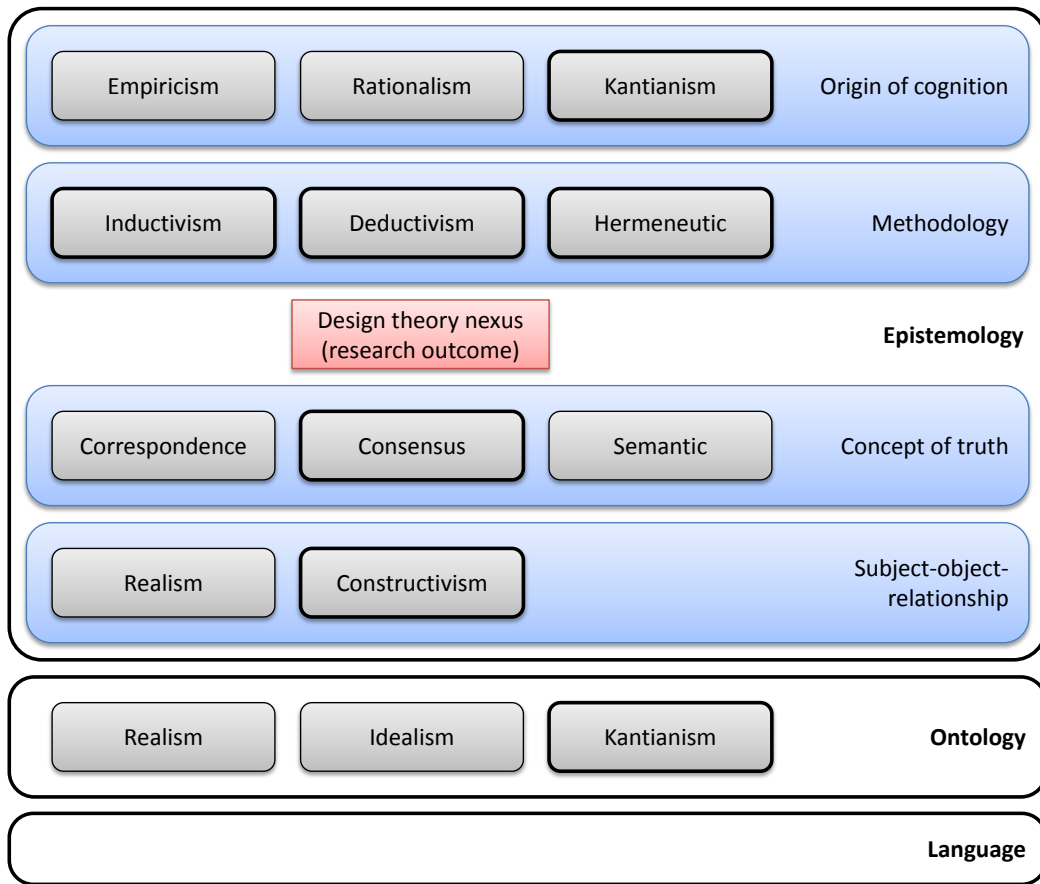 Empiricism
Rationalism
Kantianism
Origin of cognition
Inductivism
Deductivism
Hermeneutic
Methodology
Design theory nexus
(research outcome)
Epistemology
Correspondence
Consensus
Semantic
Concept of truth
Realism
Constructivism
Subject-object-
relationship
Realism
Idealism
Kantianism
Ontology
Language